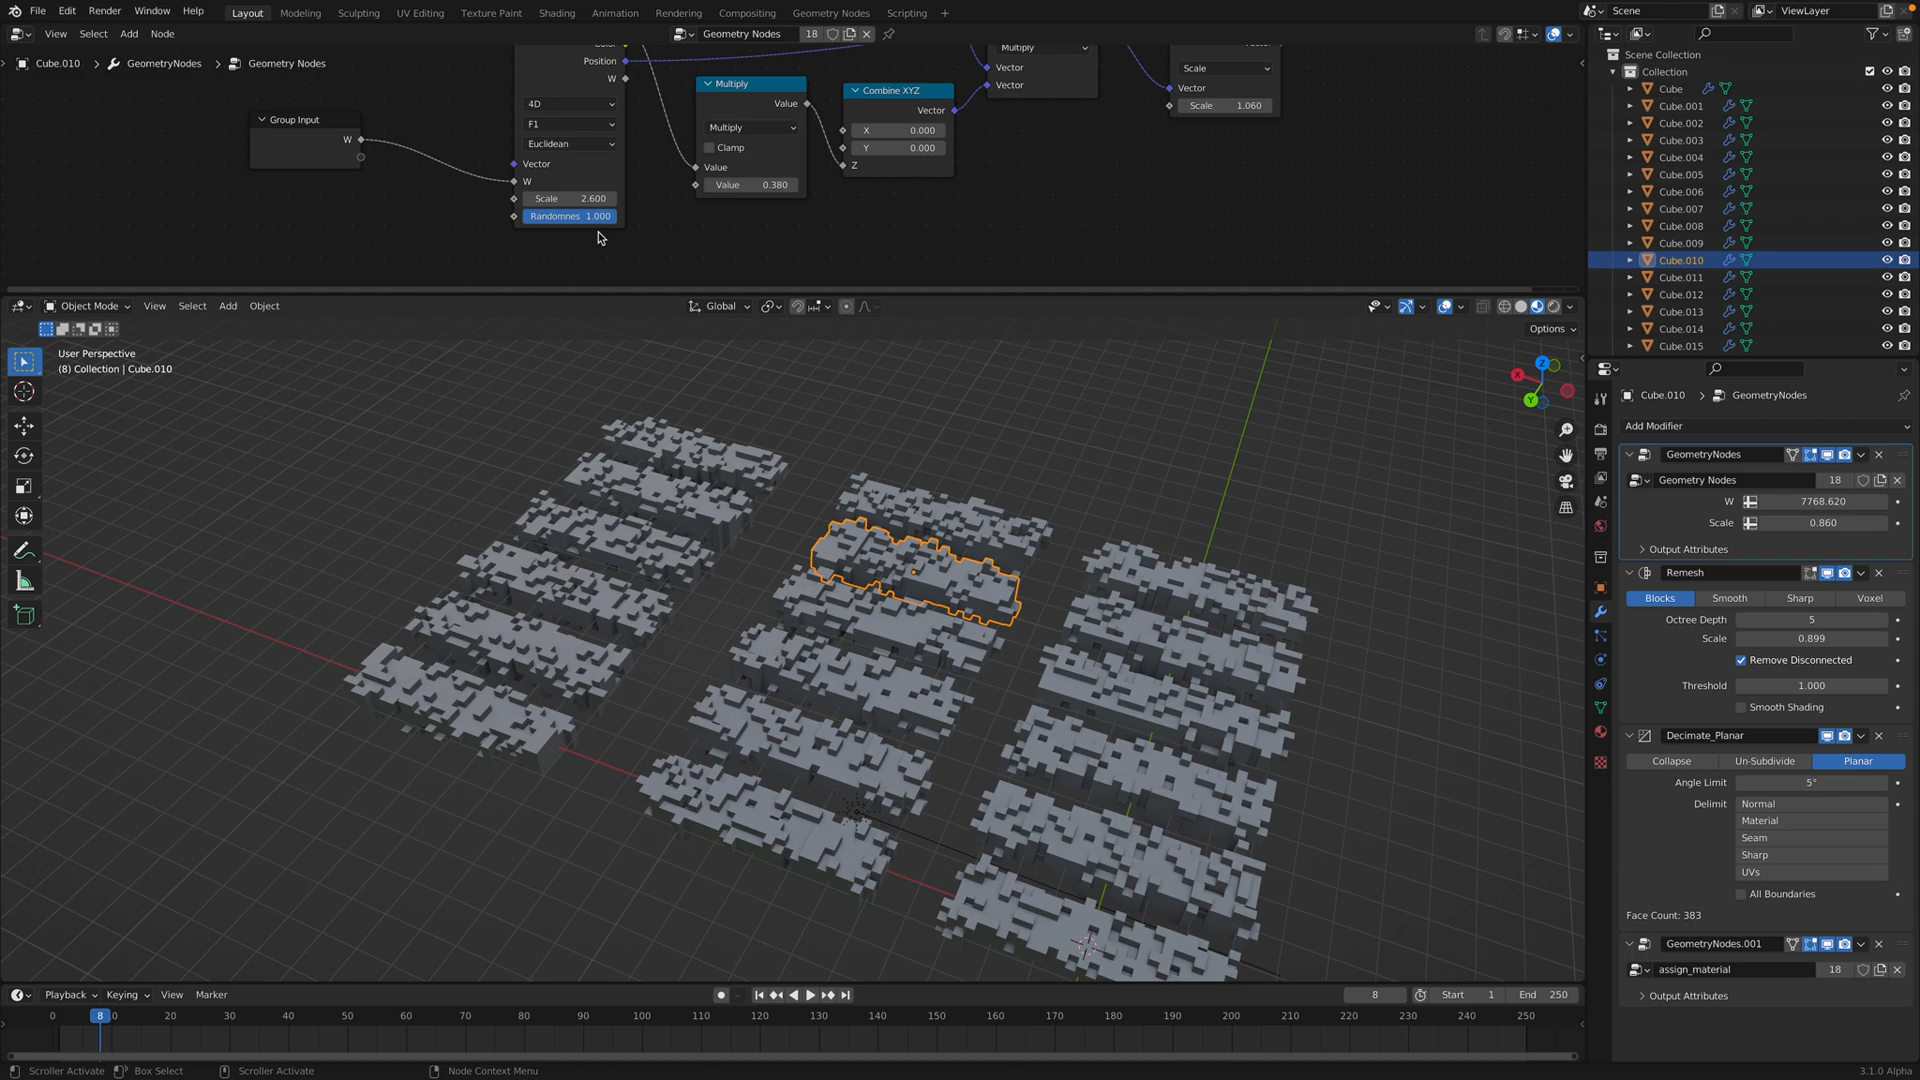 File Edit Render Window Help Layout Modeling Sculpting UV Editing Texture Paint Shading Animation Rendering Compositing Geometry Nodes Scripting + Scene ViewLayer
View Select Add Node Geometry Nodes 18
Cube.010 > GeometryNodes > Geometry Nodes
Group Input
W
Position
W
4D
F1
Euclidean
Vector
W
Scale 2.600
Randomnes 1.000
Multiply
Value
Multiply
Clamp
Value
Value 0.380
Combine XYZ
Vector
X 0.000
Y 0.000
Z
Multiply
Vector
Vector
Scale
Vector
Scale 1.060
Scene Collection
Collection
Cube
Cube.001
Cube.002
Cube.003
Cube.004
Cube.005
Cube.006
Cube.007
Cube.008
Cube.009
Cube.010
Cube.011
Cube.012
Cube.013
Cube.014
Cube.015
Object Mode View Select Add Object Global
Options
User Perspective
(8) Collection | Cube.010
Z
X
Y
Cube.010 > GeometryNodes
Add Modifier
GeometryNodes
Geometry Nodes 18
W 7768.620
Scale 0.860
Output Attributes
Remesh
Blocks Smooth Sharp Voxel
Octree Depth 5
Scale 0.899
Remove Disconnected
Threshold 1.000
Smooth Shading
Decimate_Planar
Collapse Un-Subdivide Planar
Angle Limit 5°
Delimit Normal
Material
Seam
Sharp
UVs
All Boundaries
Face Count: 383
GeometryNodes.001
assign_material 18
Output Attributes
Playback Keying View Marker 8 Start 1 End 250
0 8 20 30 40 50 60 70 80 90 100 110 120 130 140 150 160 170 180 190 200 210 220 230 240 250
Scroller Activate Box Select Scroller Activate Node Context Menu 3.1.0 Alpha